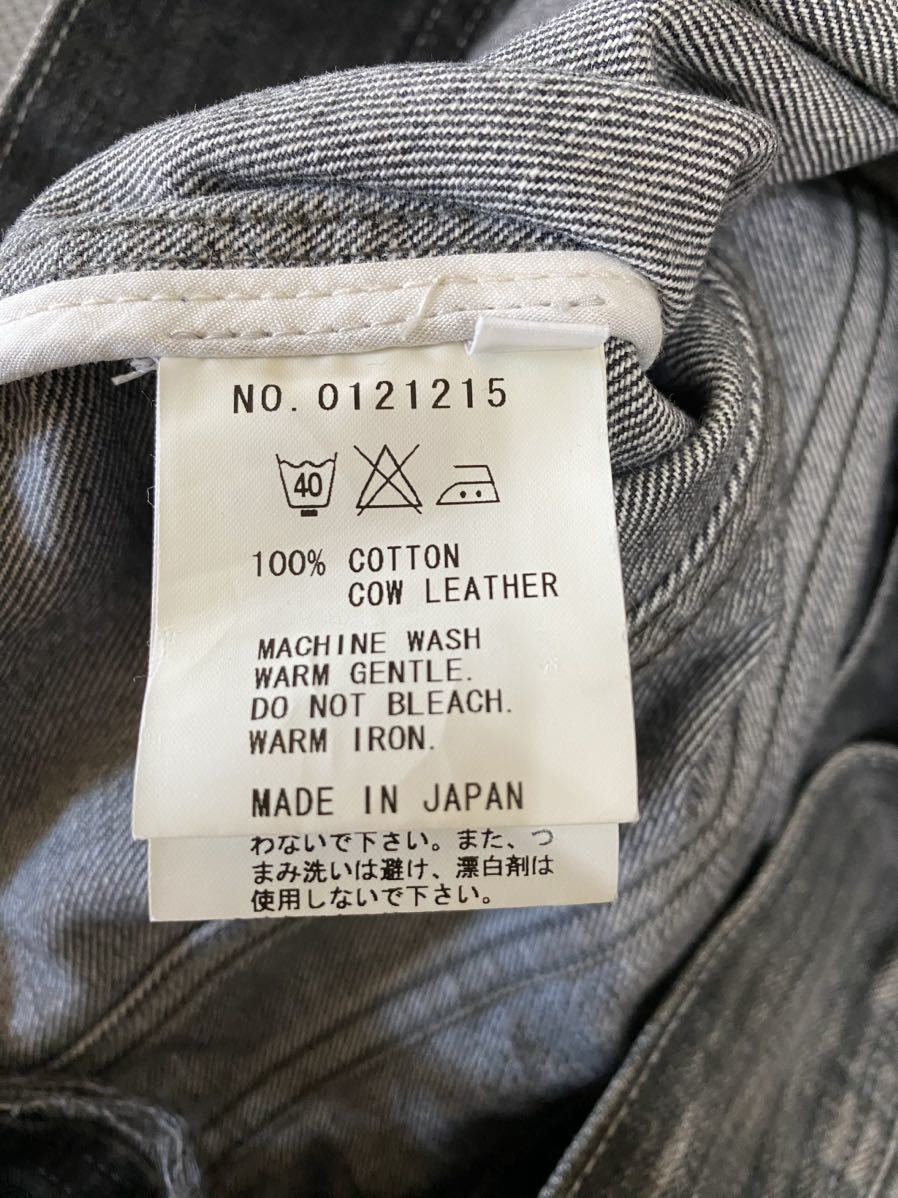 NO. 0121215
40
100% COTTON
COW LEATHER
MACHINE WASH
WARM GENTLE.
DO NOT BLEACH.
WARM IRON.
MADE IN JAPAN
わないで下さい。また、つ
まみ洗いは避け、漂白剤は
使用しないで下さい。